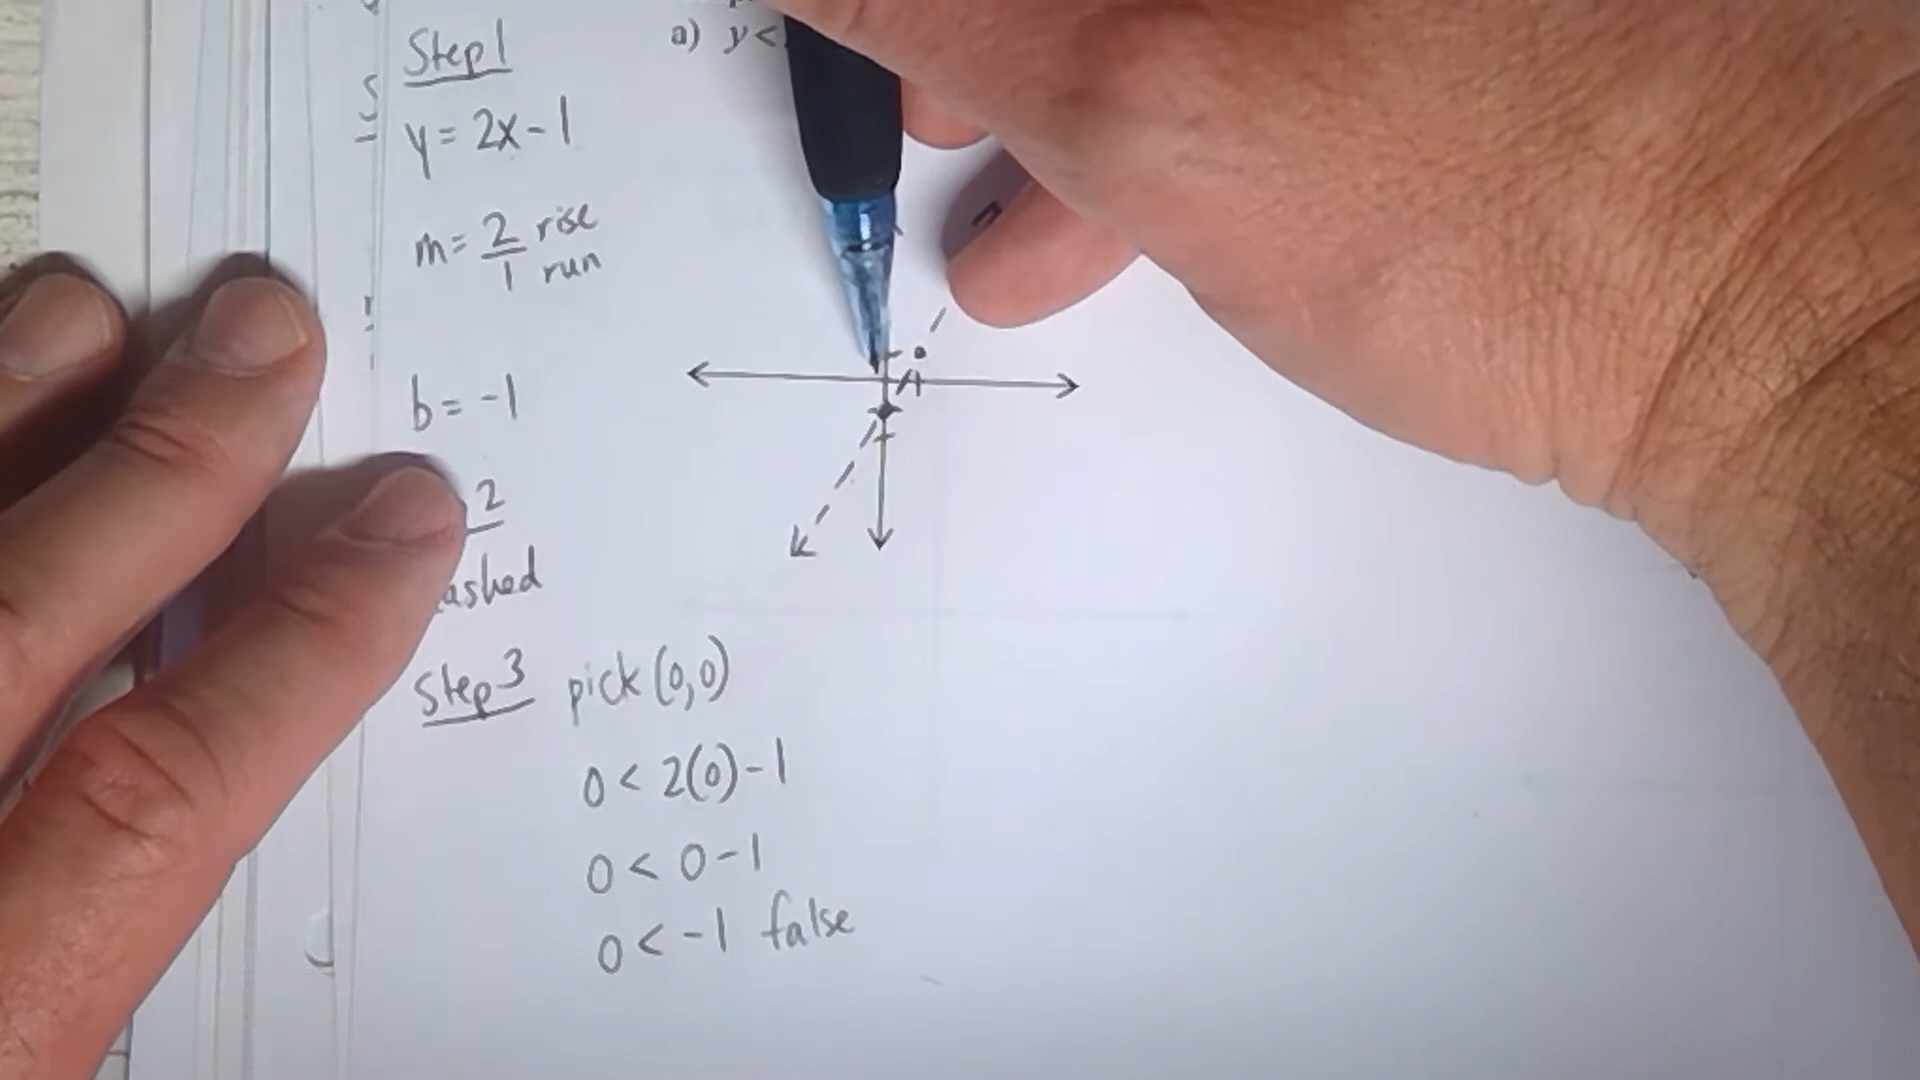 Step 1
a) y <
y = 2x - 1
m = 2/1 rise/run
b = -1
2
ashed
Step 3 pick (0,0)
0 < 2(0) - 1
0 < 0 - 1
0 < -1 false